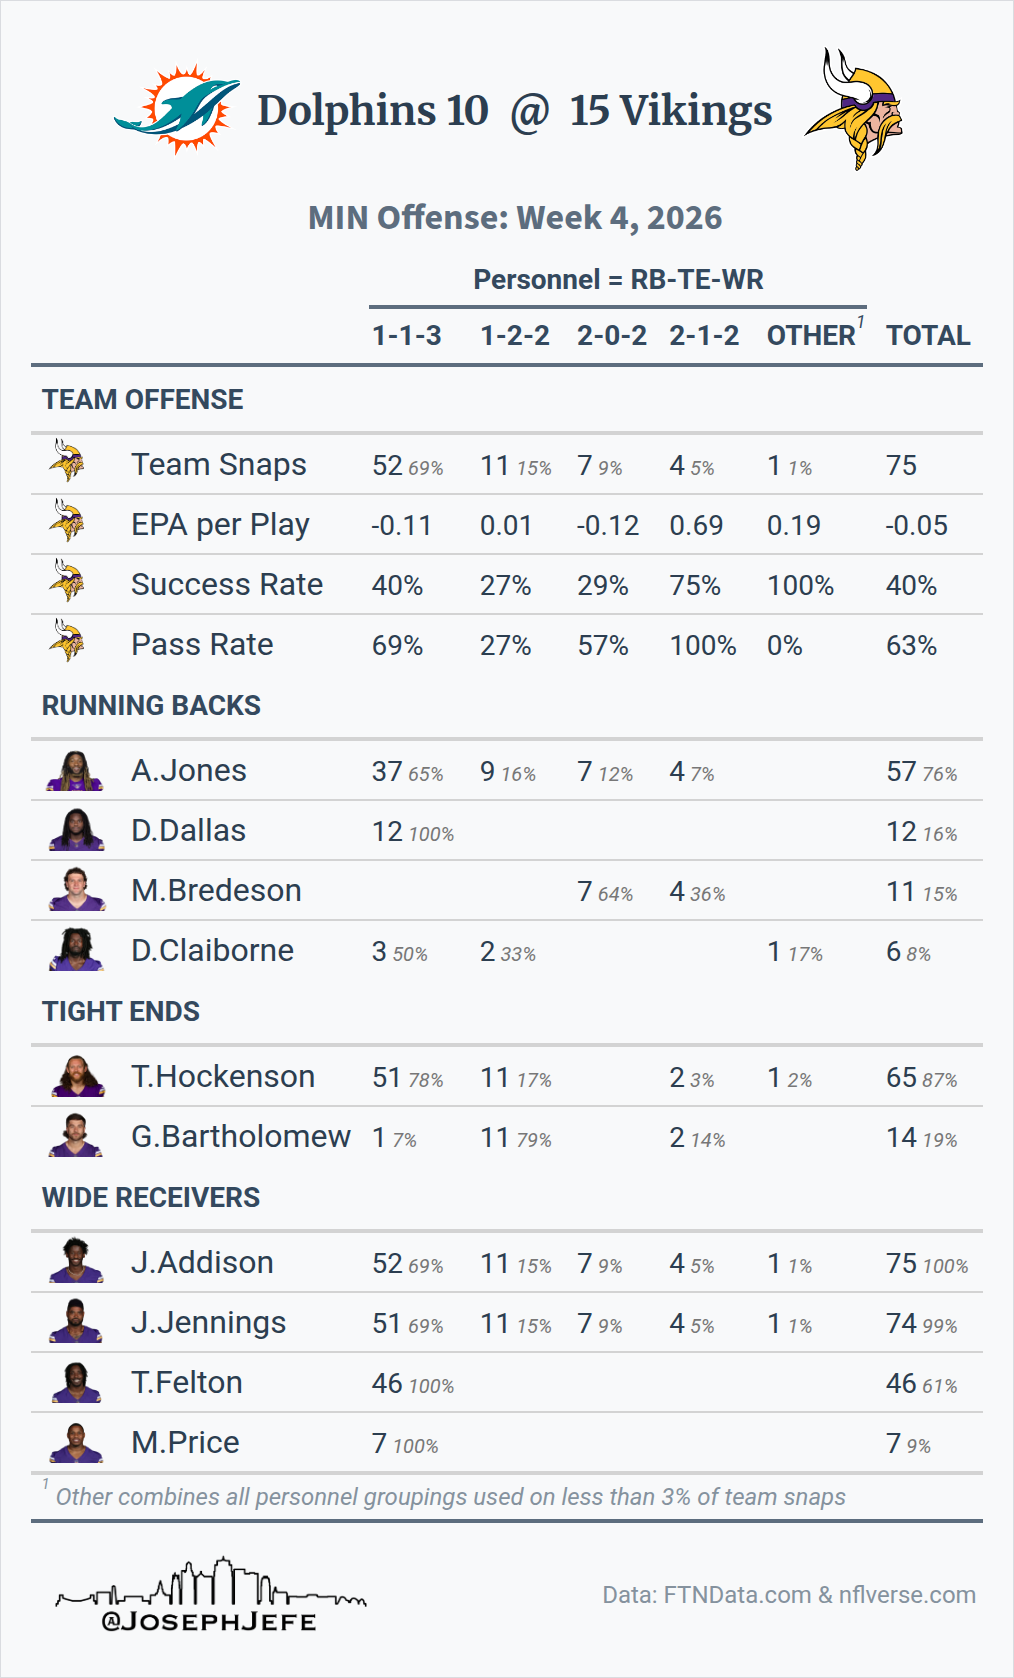 Dolphins 10 @ 15 Vikings
MIN Offense: Week 4, 2026
Personnel = RB-TE-WR
1-1-3 1-2-2 2-0-2 2-1-2 OTHER1 TOTAL
TEAM OFFENSE
Team Snaps 52 69% 11 15% 7 9% 4 5% 1 1% 75
EPA per Play -0.11 0.01 -0.12 0.69 0.19 -0.05
Success Rate 40% 27% 29% 75% 100% 40%
Pass Rate 69% 27% 57% 100% 0% 63%
RUNNING BACKS
A.Jones 37 65% 9 16% 7 12% 4 7% 57 76%
D.Dallas 12 100% 12 16%
M.Bredeson 7 64% 4 36% 11 15%
D.Claiborne 3 50% 2 33% 1 17% 6 8%
TIGHT ENDS
T.Hockenson 51 78% 11 17% 2 3% 1 2% 65 87%
G.Bartholomew 1 7% 11 79% 2 14% 14 19%
WIDE RECEIVERS
J.Addison 52 69% 11 15% 7 9% 4 5% 1 1% 75 100%
J.Jennings 51 69% 11 15% 7 9% 4 5% 1 1% 74 99%
T.Felton 46 100% 46 61%
M.Price 7 100% 7 9%
1 Other combines all personnel groupings used on less than 3% of team snaps
@JOSEPHJEFE
Data: FTNData.com & nflverse.com